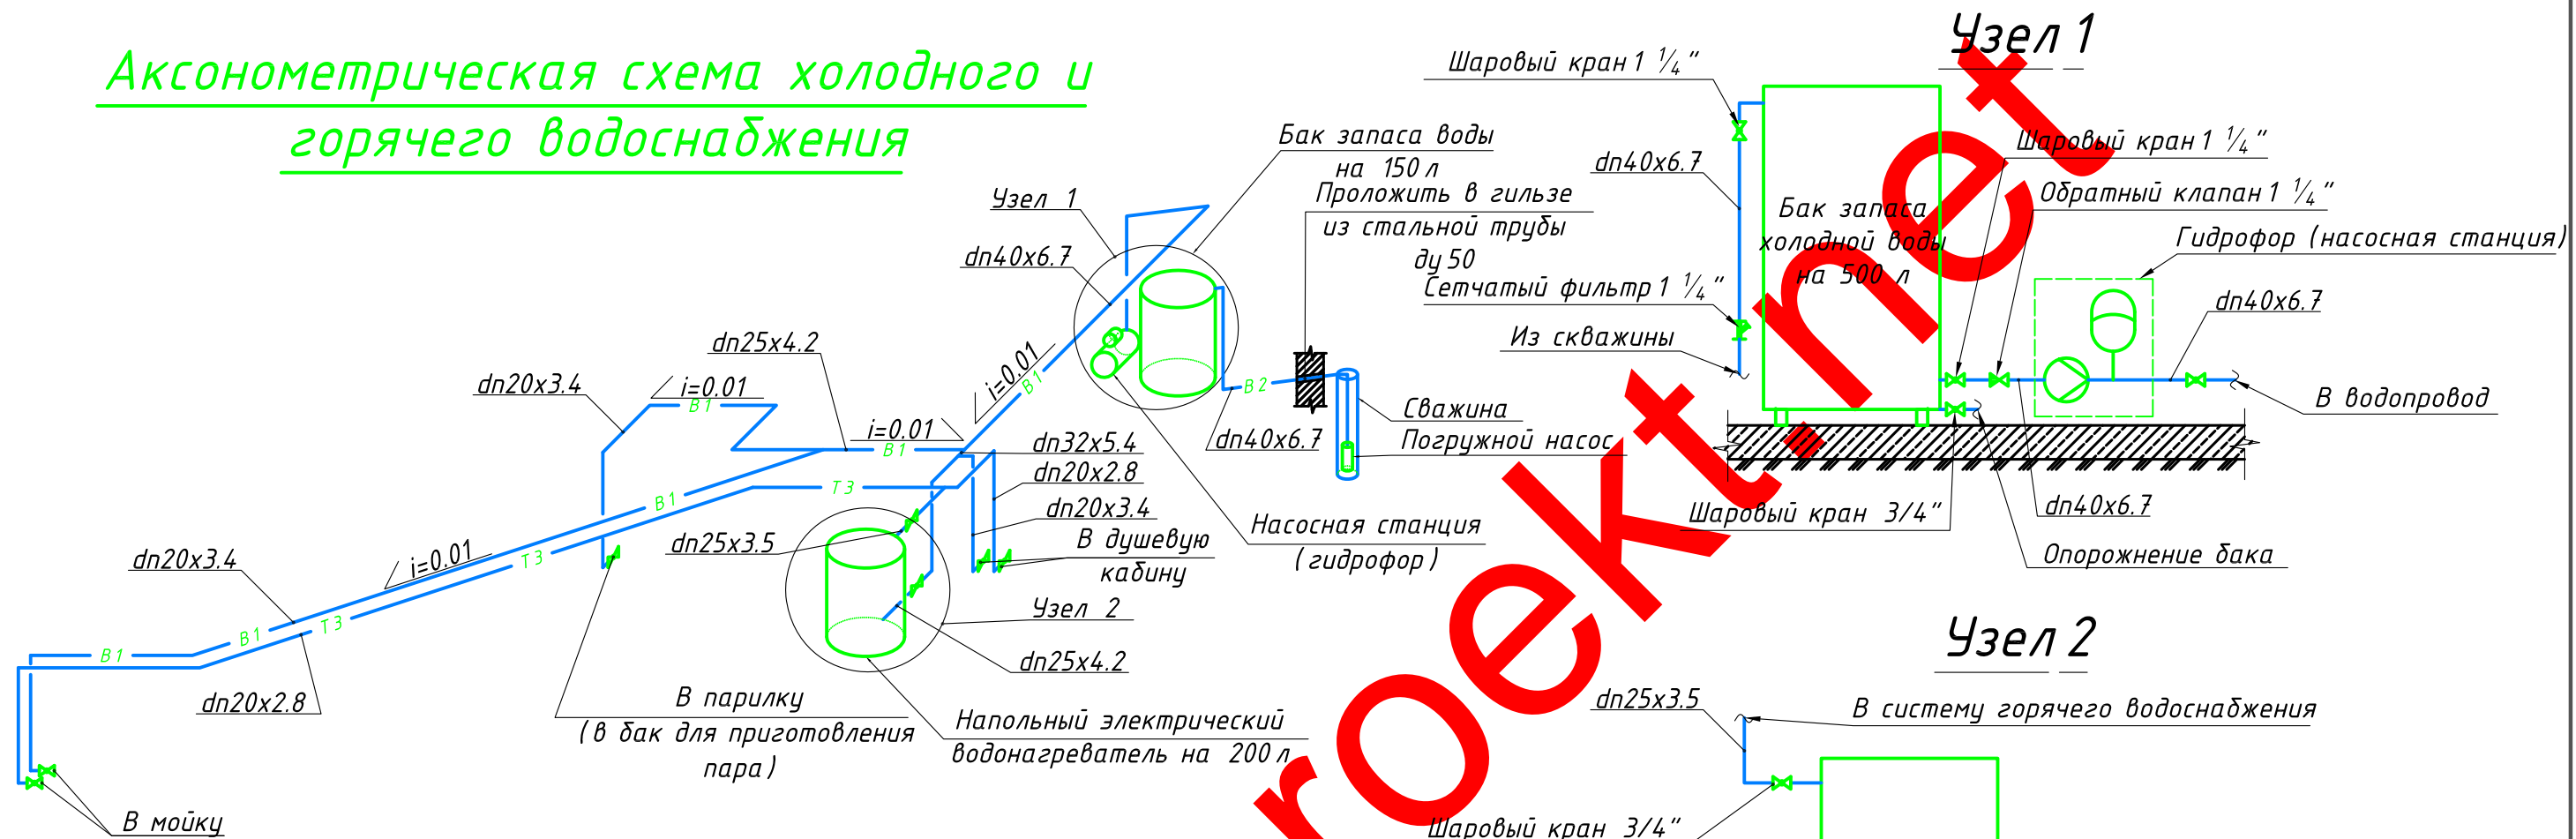 Аксонометрическая схема холодного и
горячего водоснабжения
Узел 1
dn40x6.7
Бак запаса воды
на 150 л
Проложить в гильзе
из стальной трубы
ду 50
dn25x4.2
dn20x3.4
i=0.01
В1
i=0.01
В1
i=0.01
В1
В2
dn40x6.7
Сважина
Погружной насос
dn32x5.4
dn20x2.8
dn20x3.4
В душевую
кабину
Насосная станция
(гидрофор)
В1
Т3
dn25x3.5
dn20x3.4
i=0.01
Т3
Узел 2
dn25x4.2
В1
Т3
В1
dn20x2.8
В парилку
(в бак для приготовления
пара)
Напольный электрический
водонагреватель на 200 л
В мойку
Узел 1
Шаровый кран 1 1/4"
dn40x6.7
Сетчатый фильтр 1 1/4"
Из скважины
Бак запаса
холодной воды
на 500 л
Шаровый кран 1 1/4"
Обратный клапан 1 1/4"
Гидрофор (насосная станция)
dn40x6.7
В водопровод
Шаровый кран 3/4"
dn40x6.7
Опорожнение бака
Узел 2
dn25x3.5
В систему горячего водоснабжения
Шаровый кран 3/4"
roekt.net